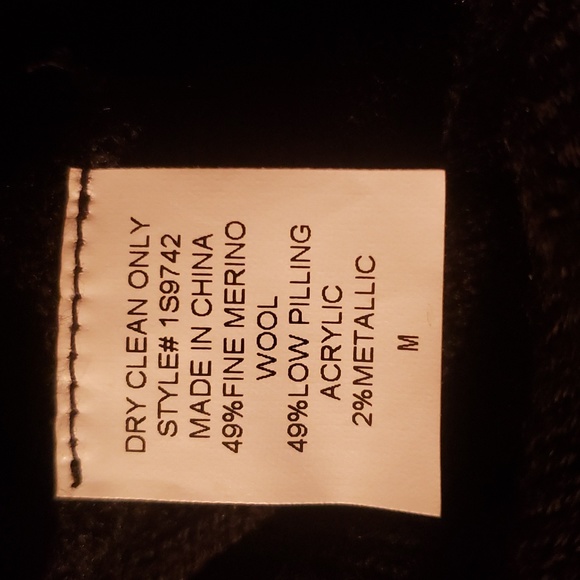 DRY CLEAN ONLY
STYLE# 1S9742
MADE IN CHINA
49%FINE MERINO
WOOL
49%LOW PILLING
ACRYLIC
2%METALLIC
M